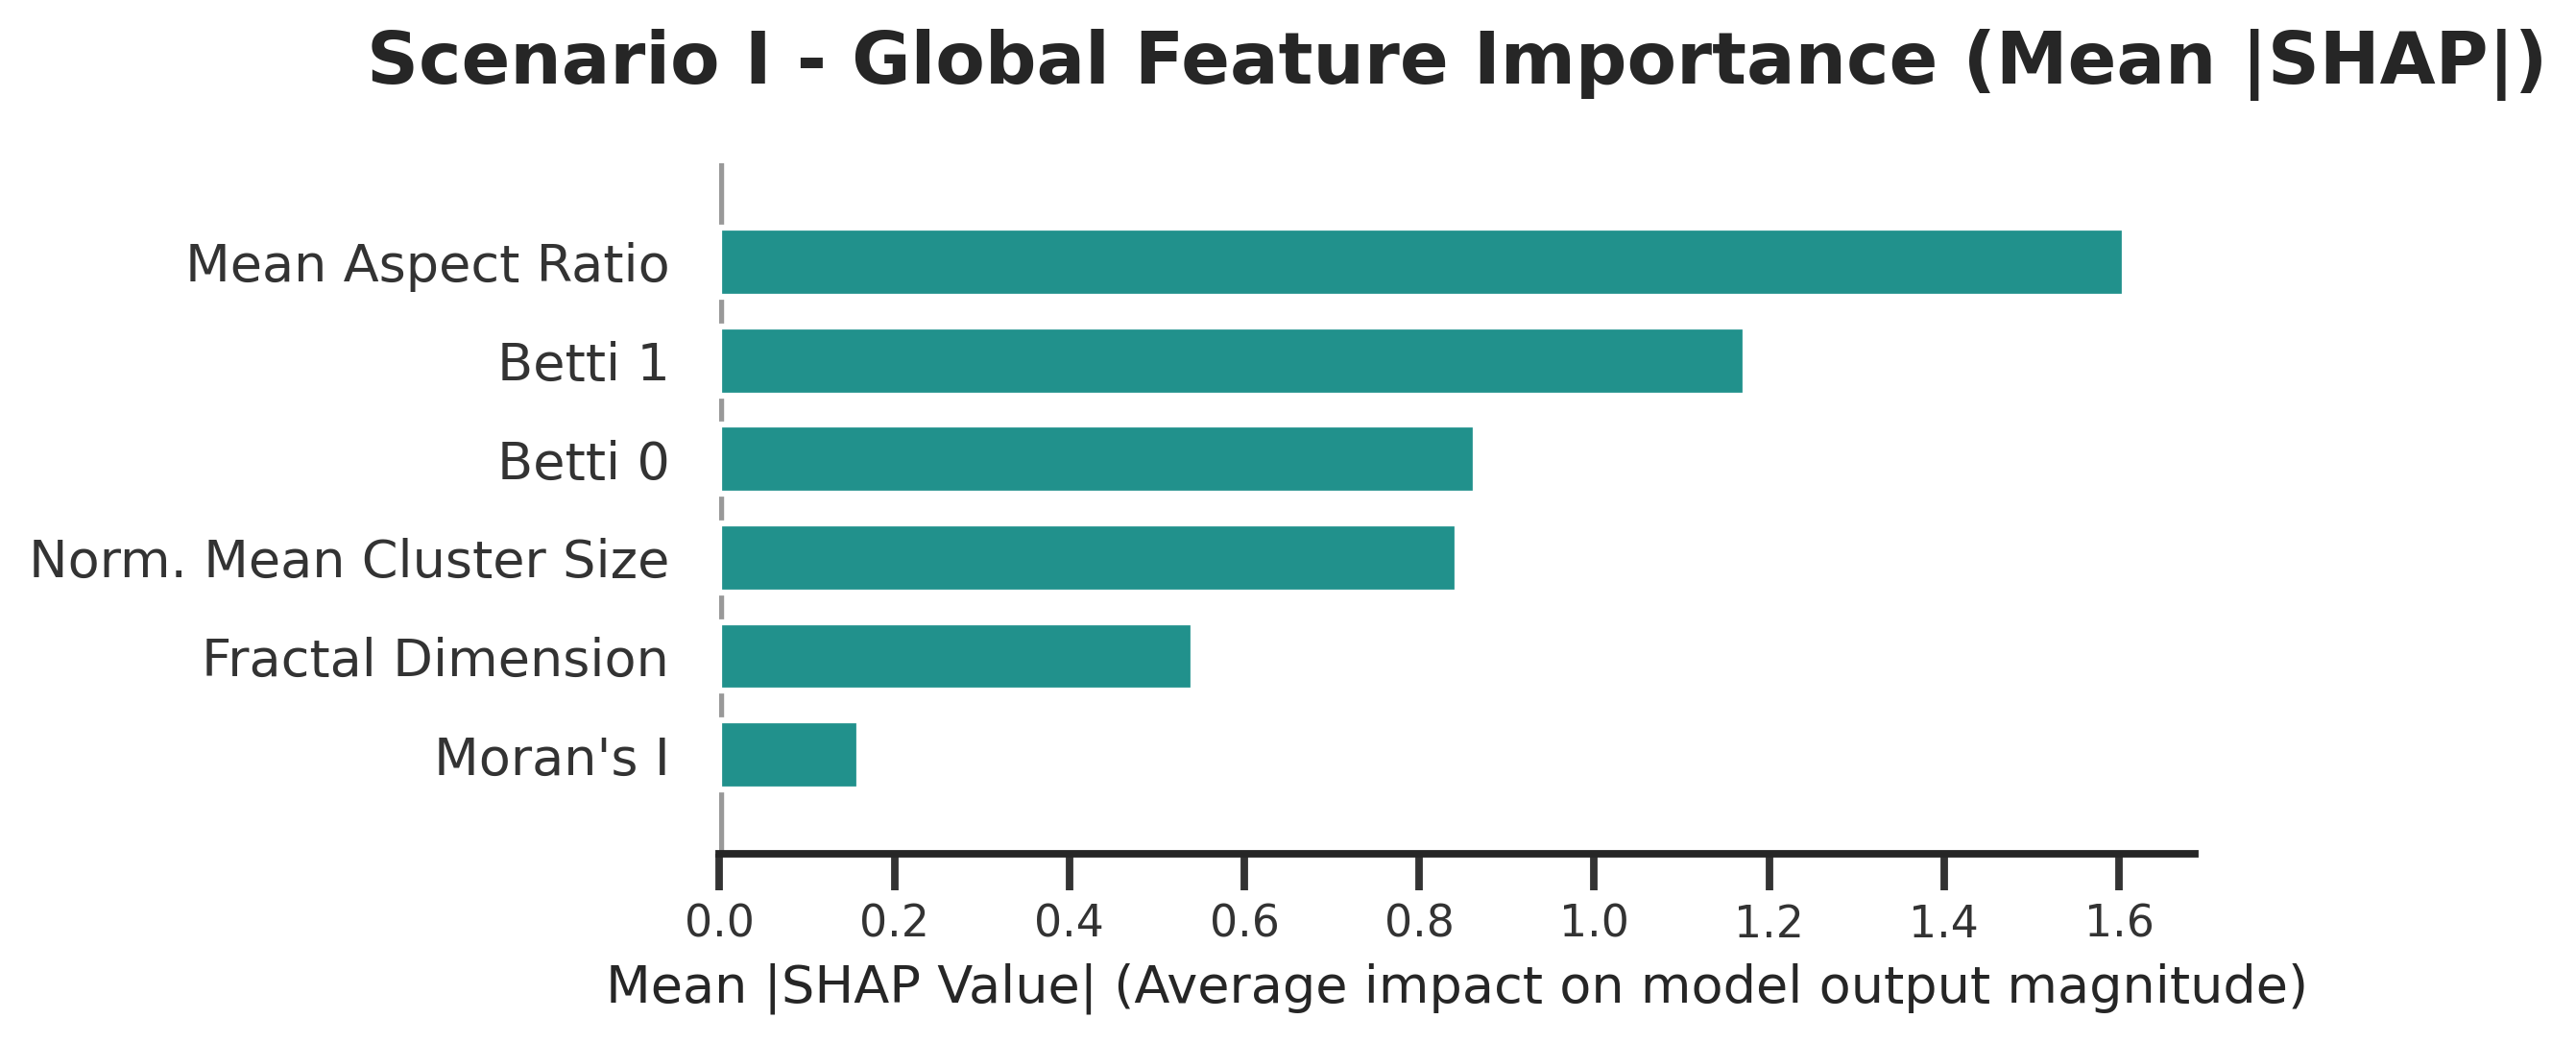 Scenario I - Global Feature Importance (Mean |SHAP|)
Mean Aspect Ratio
Betti 1
Betti 0
Norm. Mean Cluster Size
Fractal Dimension
Moran's I
0.0 0.2 0.4 0.6 0.8 1.0 1.2 1.4 1.6
Mean |SHAP Value| (Average impact on model output magnitude)